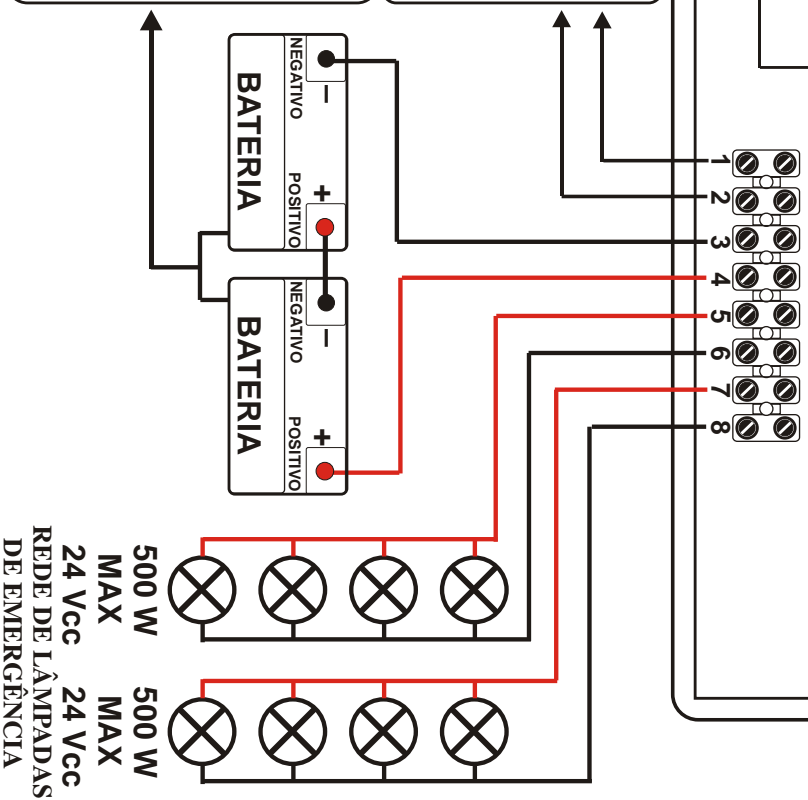 1
2
3
4
5
6
7
8
NEGATIVO
–
BATERIA
POSITIVO
+
NEGATIVO
–
BATERIA
POSITIVO
+
500 W
MAX
24 Vcc
500 W
MAX
24 Vcc
REDE DE LÂMPADAS
DE EMERGÊNCIA